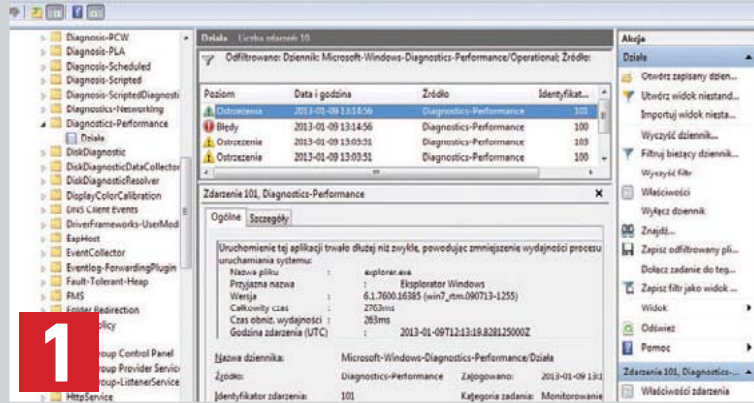 Diagnosis-PCW
Diagnosis-PLA
Diagnosis-Scheduled
Diagnosis-Scripted
Diagnosis-ScriptedDiagnosti
Diagnostics-Networking
Diagnostics-Performance
Działa
DiskDiagnostic
DiskDiagnosticDataCollector
DiskDiagnosticResolver
DisplayColorCalibration
DNS Client Events
DriverFrameworks-UserMod
EapHost
EventCollector
Eventlog-ForwardingPlugin
Fault-Tolerant-Heap
FMS
Folder Redirection
olicy
roup Control Panel
roup Provider Service
roup-ListenerService
HttpService
1
Działa Liczba zdarzeń: 10
Odfiltrowano: Dziennik: Microsoft-Windows-Diagnostics-Performance/Operational; Źródło:
Poziom Data i godzina Źródło Identyfikat...
Ostrzeżenia 2013-01-09 13:14:56 Diagnostics-Performance 101
Błędy 2013-01-09 13:14:56 Diagnostics-Performance 100
Ostrzeżenia 2013-01-09 13:03:51 Diagnostics-Performance 103
Ostrzeżenia 2013-01-09 13:03:51 Diagnostics-Performance 100
Zdarzenie 101, Diagnostics-Performance
Ogólne Szczegóły
Uruchomienie tej aplikacji trwało dłużej niż zwykle, powodując zmniejszenie wydajności procesu
uruchamiania systemu:
Nazwa pliku : explorer.exe
Przyjazna nazwa : Eksplorator Windows
Wersja : 6.1.7600.16385 (win7_rtm.090713-1255)
Całkowity czas : 2763ms
Czas obniż. wydajności : 263ms
Godzina zdarzenia (UTC) : 2013-01-09T12:13:19.828125000Z
Nazwa dziennika: Microsoft-Windows-Diagnostics-Performance/Działa
Źródło: Diagnostics-Performance Zalogowano: 2013-01-09 13:1
Identyfikator zdarzenia: 101 Kategoria zadania: Monitorowanie
Akcje
Działa
Otwórz zapisany dzien...
Utwórz widok niestand...
Importuj widok niesta...
Wyczyść dziennik...
Filtruj bieżący dziennik...
Wyczyść filtr
Właściwości
Wyłącz dziennik
Znajdź...
Zapisz odfiltrowany pli...
Dołącz zadanie do teg...
Zapisz filtr jako widok ...
Widok
Odśwież
Pomoc
Zdarzenie 101, Diagnostics-...
Właściwości zdarzenia